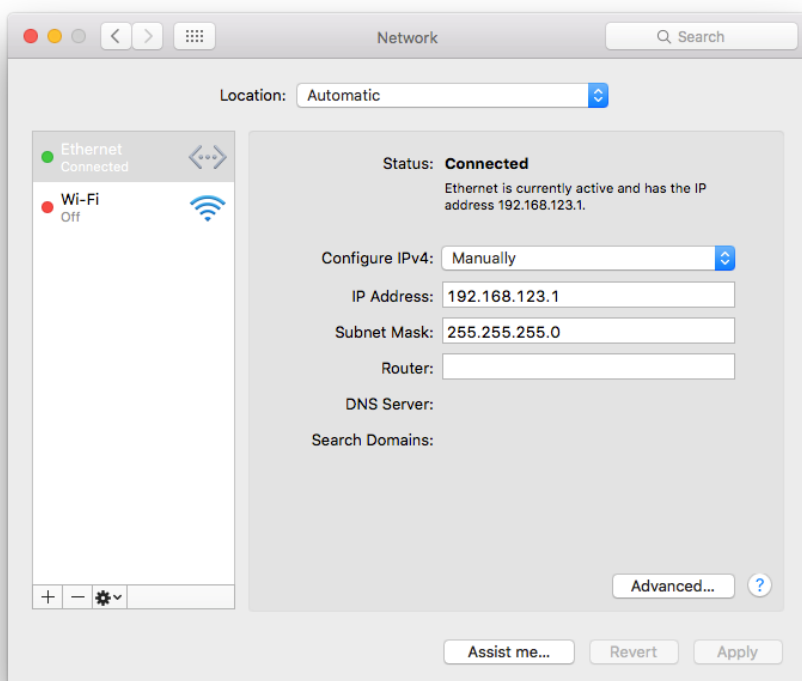 Network
Search
Location: Automatic
Ethernet
Connected
Wi-Fi
Off
Status: Connected
Ethernet is currently active and has the IP
address 192.168.123.1.
Configure IPv4: Manually
IP Address: 192.168.123.1
Subnet Mask: 255.255.255.0
Router:
DNS Server:
Search Domains:
Advanced...
?
Assist me...
Revert
Apply